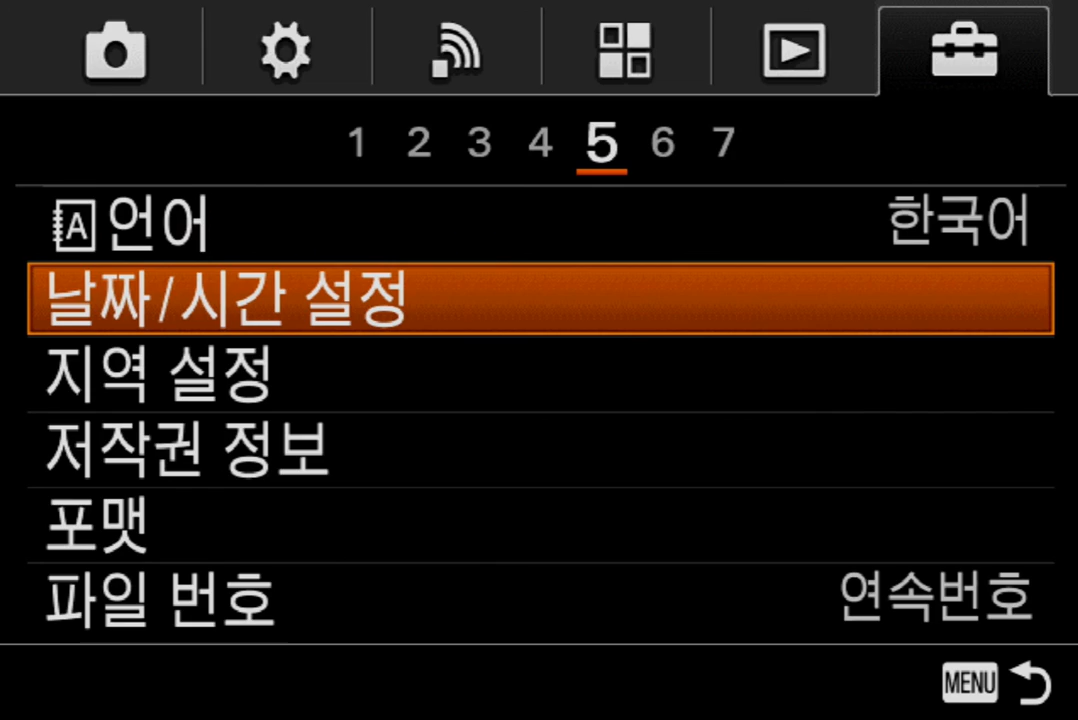 1 2 3 4 5 6 7
A 언어 한국어
날짜/시간 설정
지역 설정
저작권 정보
포맷
파일 번호 연속번호
MENU